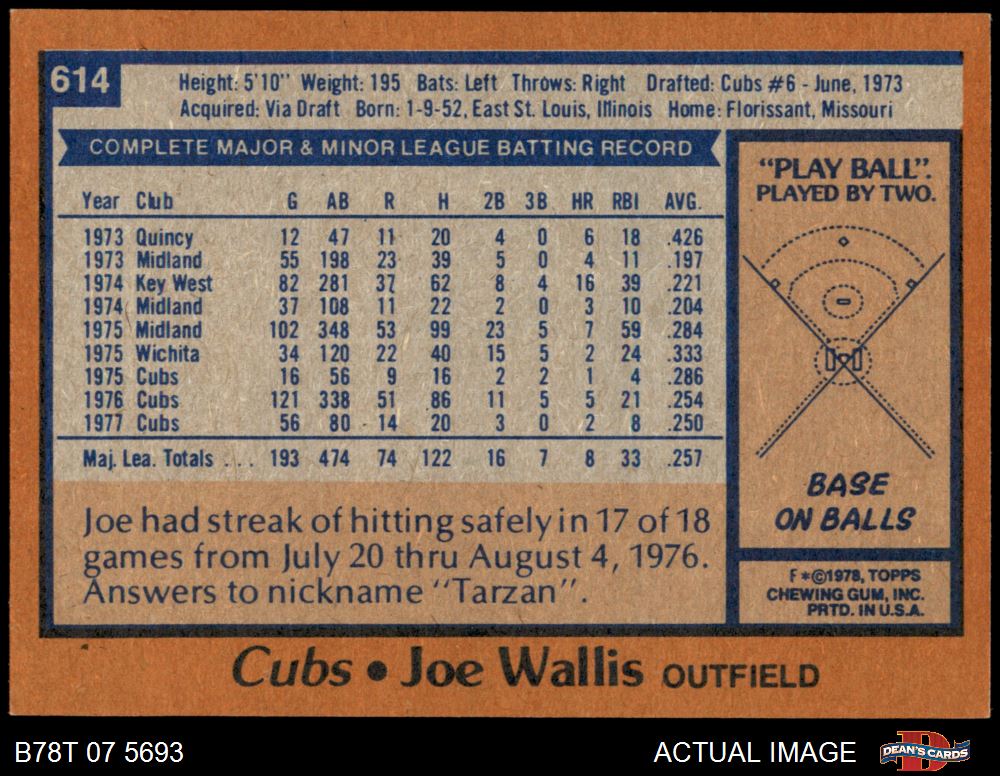 614
Height: 5'10" Weight: 195 Bats: Left Throws: Right Drafted: Cubs #6 - June, 1973
Acquired: Via Draft Born: 1-9-52, East St. Louis, Illinois Home: Florissant, Missouri
COMPLETE MAJOR & MINOR LEAGUE BATTING RECORD
Year Club G AB R H 2B 3B HR RBI AVG.
1973 Quincy 12 47 11 20 4 0 6 18 .426
1973 Midland 55 198 23 39 5 0 4 11 .197
1974 Key West 82 281 37 62 8 4 16 39 .221
1974 Midland 37 108 11 22 2 0 3 10 .204
1975 Midland 102 348 53 99 23 5 7 59 .284
1975 Wichita 34 120 22 40 15 5 2 24 .333
1975 Cubs 16 56 9 16 2 2 1 4 .286
1976 Cubs 121 338 51 86 11 5 5 21 .254
1977 Cubs 56 80 14 20 3 0 2 8 .250
Maj. Lea. Totals . . . 193 474 74 122 16 7 8 33 .257
Joe had streak of hitting safely in 17 of 18
games from July 20 thru August 4, 1976.
Answers to nickname "Tarzan".
"PLAY BALL".
PLAYED BY TWO.
BASE
ON BALLS
F *©1978, TOPPS
CHEWING GUM, INC.
PRTD. IN U.S.A.
Cubs • Joe Wallis OUTFIELD
B78T 07 5693
ACTUAL IMAGE
DEAN'S CARDS